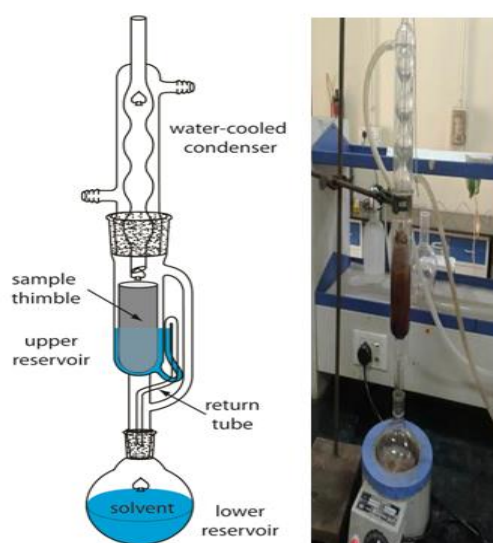 water-cooled
condenser
sample
thimble
upper
reservoir
return
tube
solvent
lower
reservoir